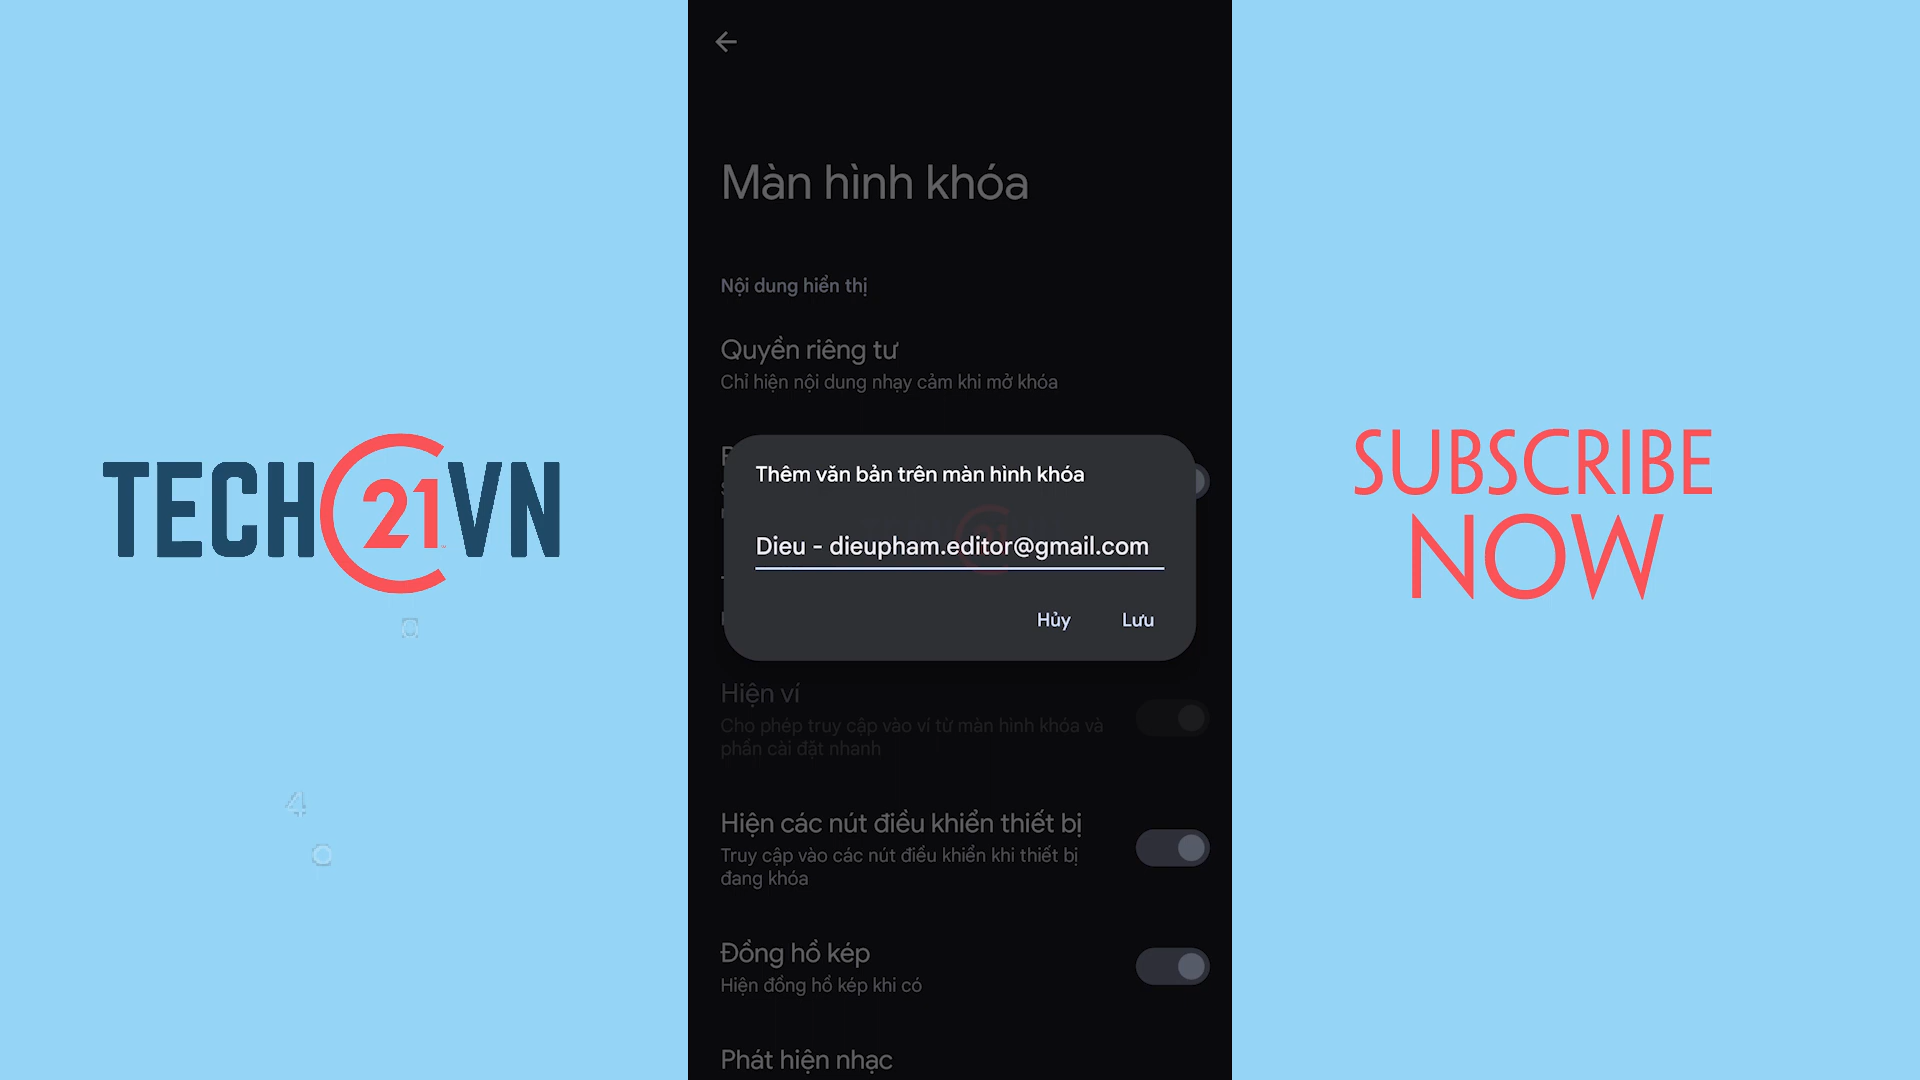 Màn hình khóa
Nội dung hiển thị
Quyền riêng tư
Chỉ hiện nội dung nhạy cảm khi mở khóa
Thêm văn bản trên màn hình khóa
Dieu - dieupham.editor@gmail.com
Hủy Lưu
Hiện ví
Cho phép truy cập vào ví từ màn hình khóa và
phần cài đặt nhanh
Hiện các nút điều khiển thiết bị
Truy cập vào các nút điều khiển khi thiết bị
đang khóa
Đồng hồ kép
Hiện đồng hồ kép khi có
Phát hiện nhạc
TECH21VN
SUBSCRIBE
NOW